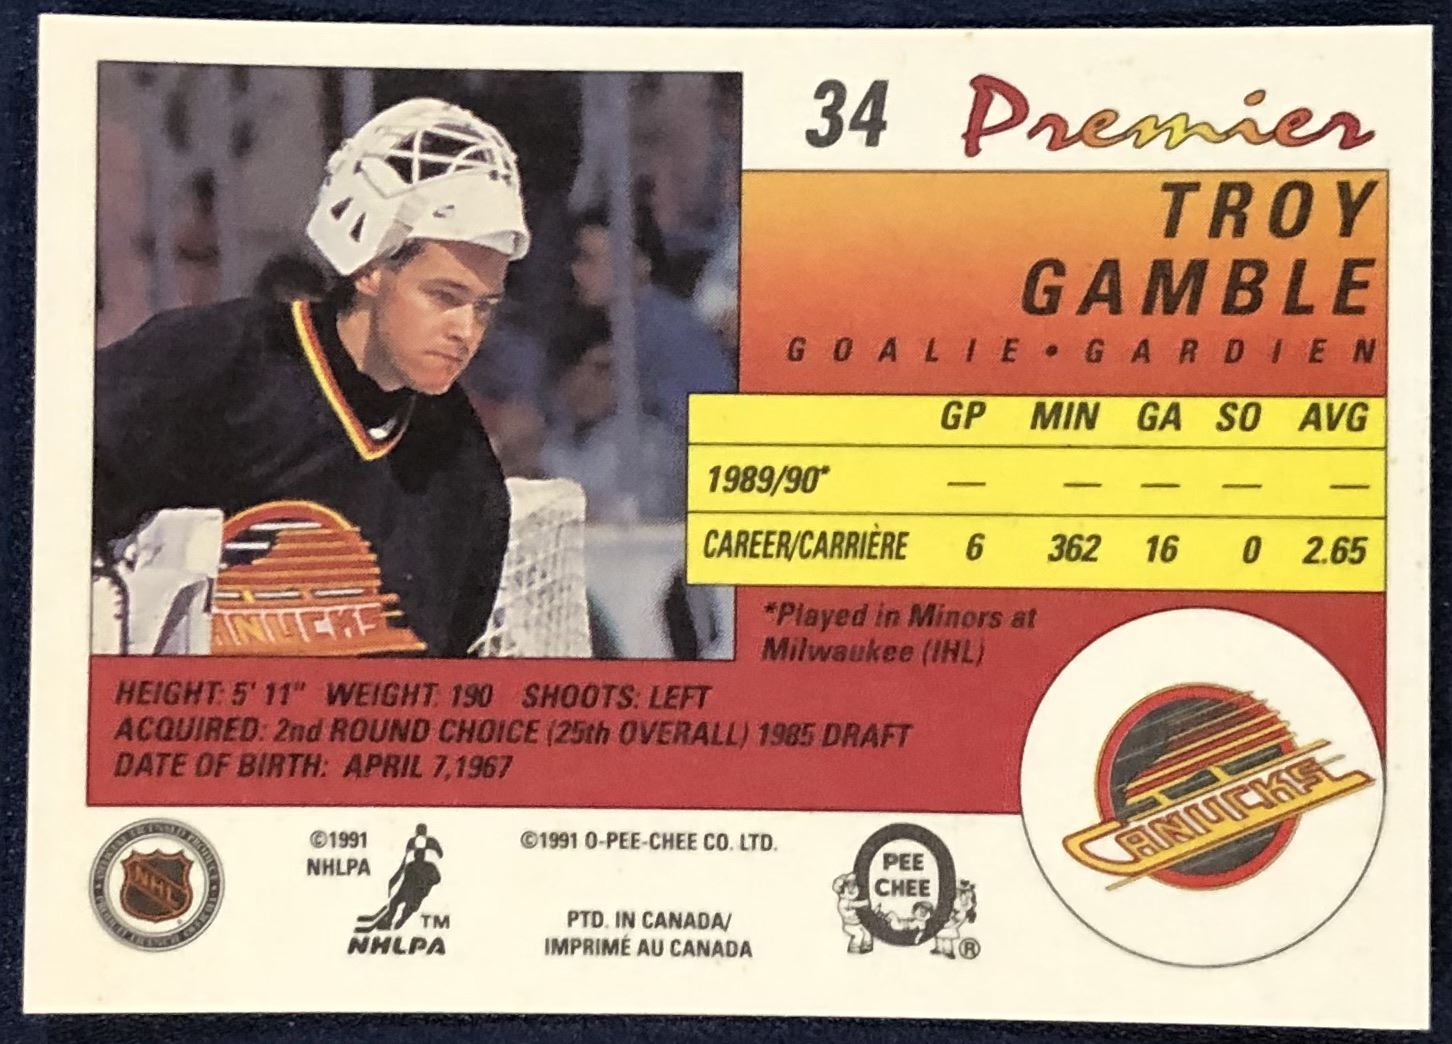 34 Premier
TROY
GAMBLE
GOALIE • GARDIEN
GP MIN GA SO AVG
1989/90* — — — — —
CAREER/CARRIÈRE 6 362 16 0 2.65
*Played in Minors at
Milwaukee (IHL)
ANUCKS
HEIGHT: 5' 11" WEIGHT: 190 SHOOTS: LEFT
ACQUIRED: 2nd ROUND CHOICE (25th OVERALL) 1985 DRAFT
DATE OF BIRTH: APRIL 7, 1967
CANUCKS
NHL
©1991
NHLPA
TM
NHLPA
©1991 O-PEE-CHEE CO. LTD.
PTD. IN CANADA/
IMPRIMÉ AU CANADA
O
PEE
CHEE
®